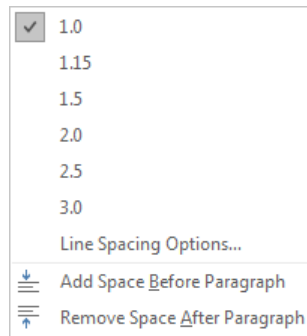 1.0
1.15
1.5
2.0
2.5
3.0
Line Spacing Options...
Add Space Before Paragraph
Remove Space After Paragraph